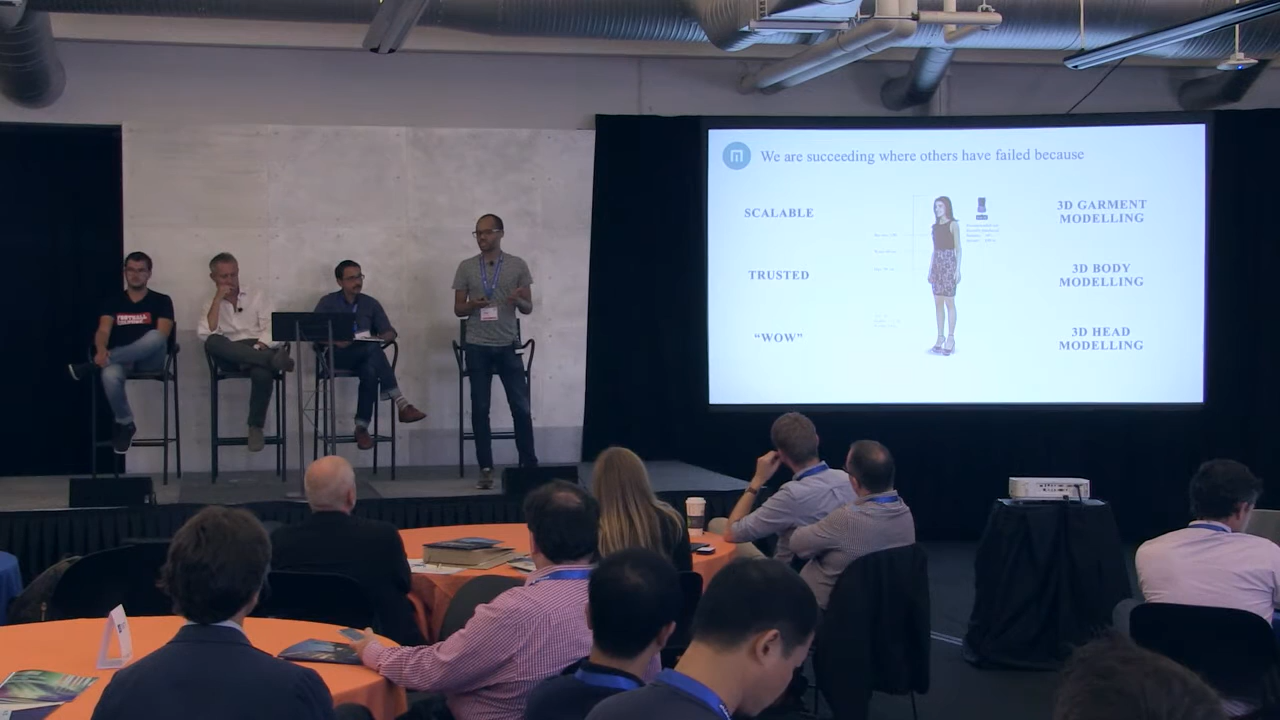 We are succeeding where others have failed because
SCALABLE
TRUSTED
“WOW”
3D GARMENT
MODELLING
3D BODY
MODELLING
3D HEAD
MODELLING
FOOTBALL